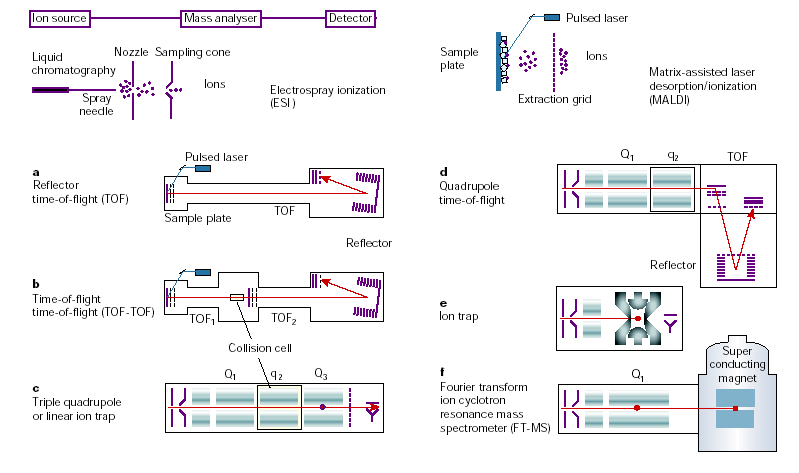 Ion source
Mass analyser
Detector
Liquid
chromatography
Nozzle
Sampling cone
Ions
Spray
needle
Electrospray ionization
(ESI )
Pulsed laser
Sample
plate
Ions
Extraction grid
Matrix-assisted laser
desorption/ionization
(MALDI)
a
Reflector
time-of-flight (TOF)
Pulsed laser
Sample plate
TOF
Reflector
b
Time-of-flight
time-of-flight (TOF-TOF)
TOF1
TOF2
Collision cell
c
Triple quadrupole
or linear ion trap
Q1
q2
Q3
d
Quadrupole
time-of-flight
Q1
q2
TOF
Reflector
e
Ion trap
f
Fourier transform
ion cyclotron
resonance mass
spectrometer (FT-MS)
Q1
Super
conducting
magnet